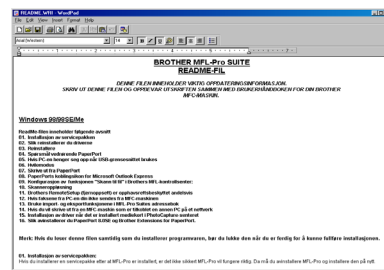 README.WRI - WordPad
File Edit View Insert Format Help
Arial (Western) 14
BROTHER MFL-Pro SUITE
README-FIL
DENNE FILEN INNEHOLDER VIKTIG OPPDATERINGSINFORMASJON.
SKRIV UT DENNE FILEN OG OPPBEVAR UTSKRIFTEN SAMMEN MED BRUKERHÅNDBOKEN FOR DIN BROTHER
MFC-MASKIN.
Windows 98/98SE/Me
ReadMe-filen inneholder følgende avsnitt
01. Installasjon av servicepakken
02. Slik reinstallerer du driverne
03. Reinstallere
04. Spørsmål vedrørende PaperPort
05. Hvis PC-en henger seg opp når USB-grensesnittet brukes
06. Hvilemodus
07. Skrive ut fra PaperPort
08. PaperPorts koblingsikon for Microsoft Outlook Express
09. Konfigurasjon av funksjonen "Skann til E" i Brothers MFL-kontrollsenter:
10. Skanneroppløsning
11. Brothers RemoteSetup (fjernoppsett) er opphavsrettsbeskyttet andelsvis
12. Hvis faksene fra PC-en din ikke sendes fra MFC-maskinen
13. Bruke import- og eksportfunksjonen i MFL-Pro Suites adressebok
14. Hvis du vil skrive ut fra en MFC-maskin som er tilkoblet en annen PC på et nettverk
15. Installasjon av driver når det er installert mediekort i PhotoCapture-senteret
16. Slik avinstallerer du PaperPort 8.0SE og Brother Extensions for PaperPort.
Merk: Hvis du leser denne filen samtidig som du installerer programvaren, bør du lukke den når du er ferdig for å kunne fullføre installasjonen.
01. Installasjon av servicepakken:
Hvis du installerer en servicepakke etter at MFL-Pro er installert, er det ikke sikkert MFL-Pro vil fungere riktig. Da må du avinstallere MFL-Pro og installere den på nytt